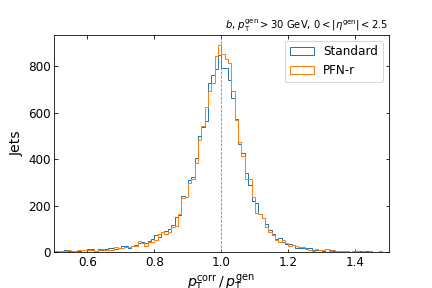 b, p_T^gen > 30 GeV, 0 < |η^gen| < 2.5
Standard
PFN-r
800
600
400
200
0
Jets
0.6 0.8 1.0 1.2 1.4
p_T^corr / p_T^gen